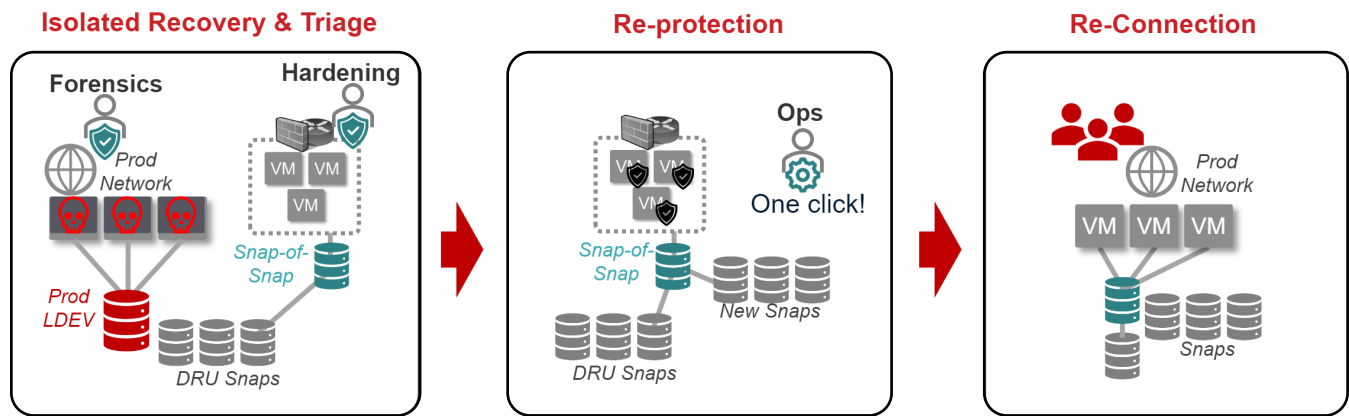 Isolated Recovery & Triage
Re-protection
Re-Connection
Forensics
Hardening
Prod
Network
VM
VM
VM
Snap-of-
Snap
Prod
LDEV
DRU Snaps
VM
VM
VM
Ops
One click!
Snap-of-
Snap
New Snaps
DRU Snaps
Prod
Network
VM
VM
VM
Snaps